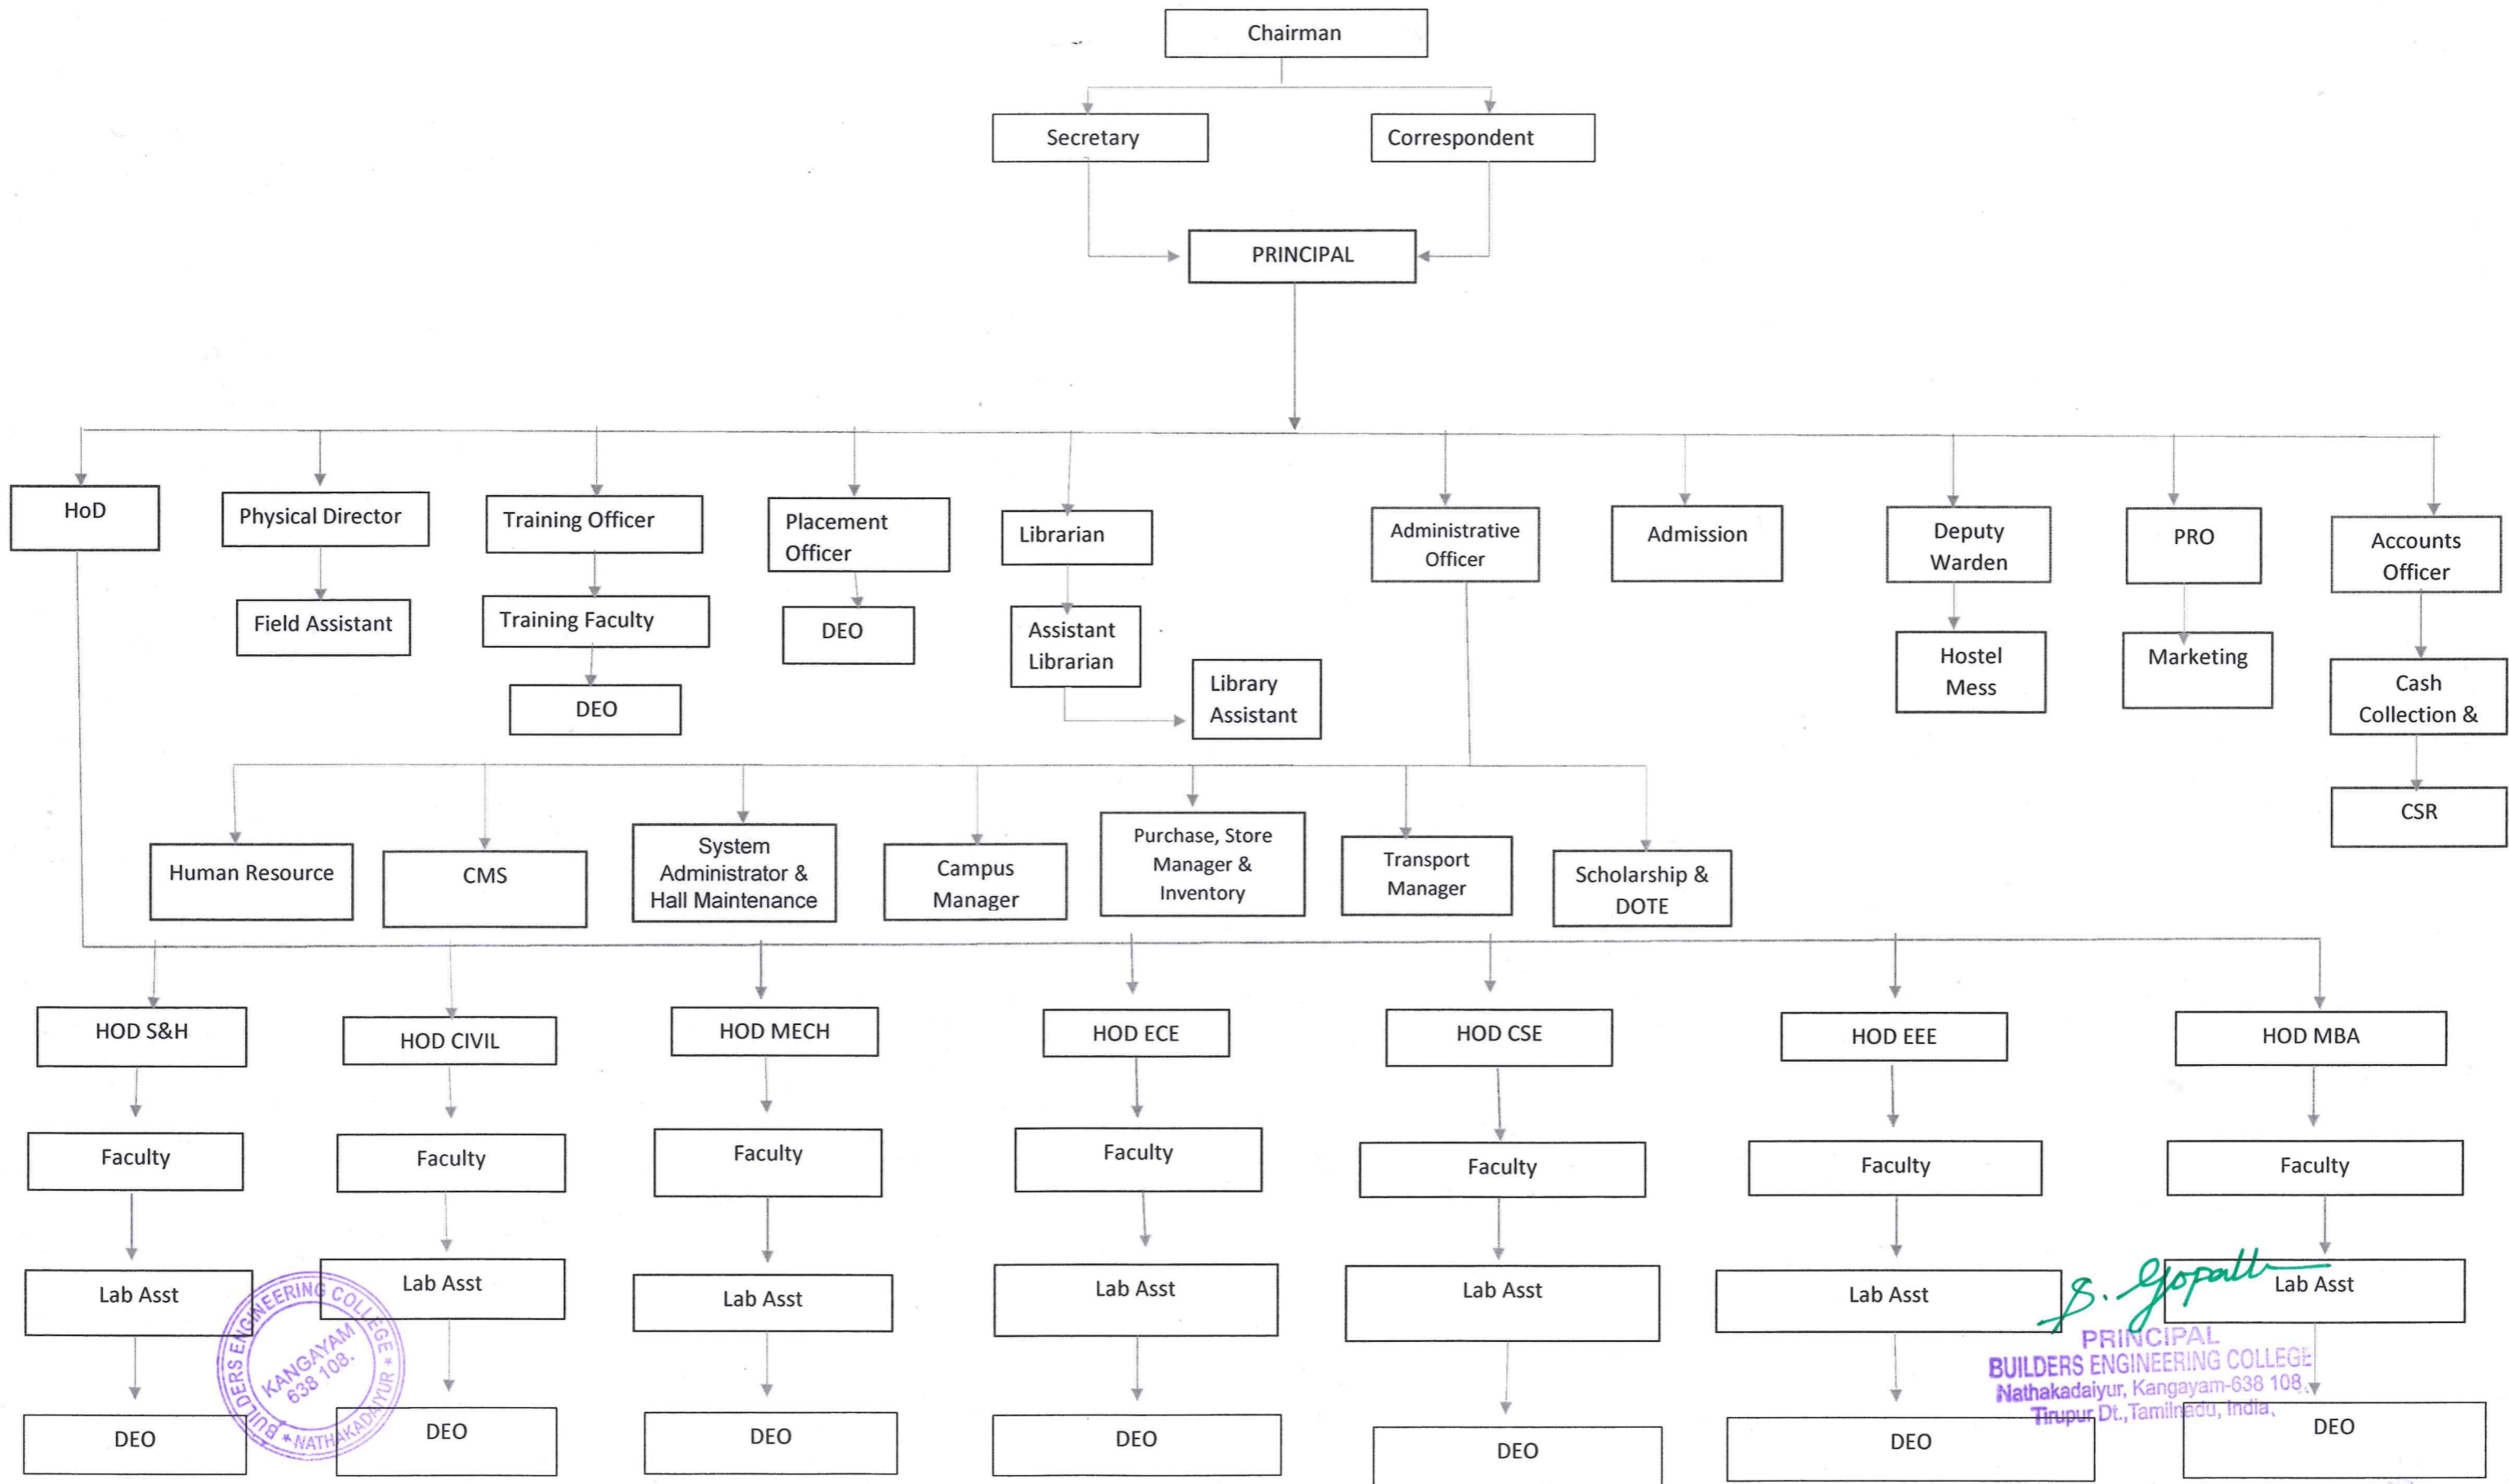 Chairman
Secretary
Correspondent
PRINCIPAL
HoD
Physical Director
Training Officer
Placement
Officer
Librarian
Administrative
Officer
Admission
Deputy
Warden
PRO
Accounts
Officer
Field Assistant
Training Faculty
DEO
DEO
Assistant
Librarian
Library
Assistant
Hostel
Mess
Marketing
Cash
Collection &
CSR
Human Resource
CMS
System
Administrator &
Hall Maintenance
Campus
Manager
Purchase, Store
Manager &
Inventory
Transport
Manager
Scholarship &
DOTE
HOD S&H
HOD CIVIL
HOD MECH
HOD ECE
HOD CSE
HOD EEE
HOD MBA
Faculty
Faculty
Faculty
Faculty
Faculty
Faculty
Faculty
Lab Asst
Lab Asst
Lab Asst
Lab Asst
Lab Asst
Lab Asst
Lab Asst
DEO
DEO
DEO
DEO
DEO
DEO
DEO
BUILDERS ENGINEERING COLLEGE
* NATHAKADAIYUR *
KANGAYAM
638 108.
S. Gopall
PRINCIPAL
BUILDERS ENGINEERING COLLEGE
Nathakadaiyur, Kangayam-638 108.
Tirupur Dt., Tamilnadu, India.